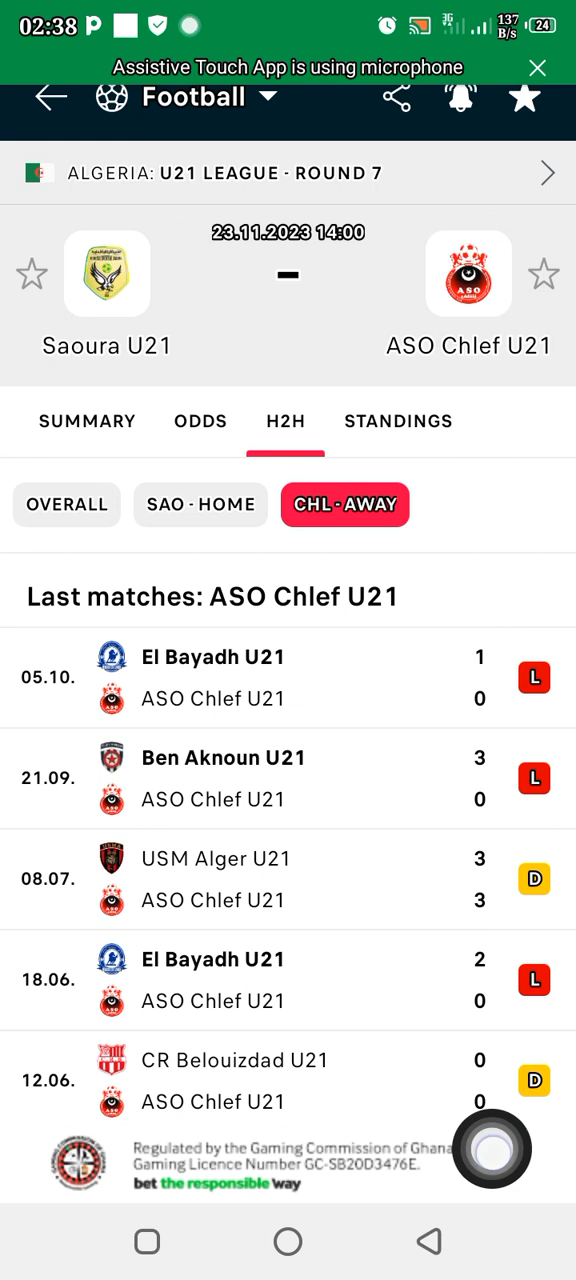 02:38
137 B/s
24
Assistive Touch App is using microphone
Football
ALGERIA: U21 LEAGUE - ROUND 7
23.11.2023 14:00
-
Saoura U21
ASO Chlef U21
SUMMARY ODDS H2H STANDINGS
OVERALL SAO - HOME CHL - AWAY
Last matches: ASO Chlef U21
05.10.
El Bayadh U21 1
ASO Chlef U21 0
L
21.09.
Ben Aknoun U21 3
ASO Chlef U21 0
L
08.07.
USM Alger U21 3
ASO Chlef U21 3
D
18.06.
El Bayadh U21 2
ASO Chlef U21 0
L
12.06.
CR Belouizdad U21 0
ASO Chlef U21 0
D
Regulated by the Gaming Commission of Ghana
Gaming Licence Number GC-SB20D3476E.
bet the responsible way